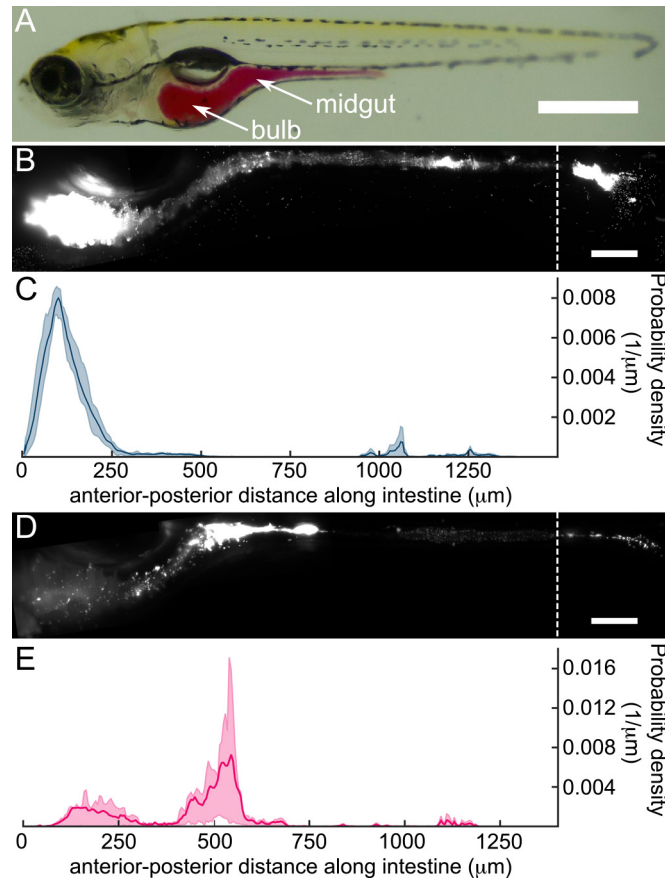 A
midgut
bulb
B
C
0.008
0.006
0.004
0.002
Probability density
(1/μm)
0
250
500
750
1000
1250
anterior-posterior distance along intestine (μm)
D
E
0.016
0.012
0.008
0.004
Probability density
(1/μm)
0
250
500
750
1000
1250
anterior-posterior distance along intestine (μm)